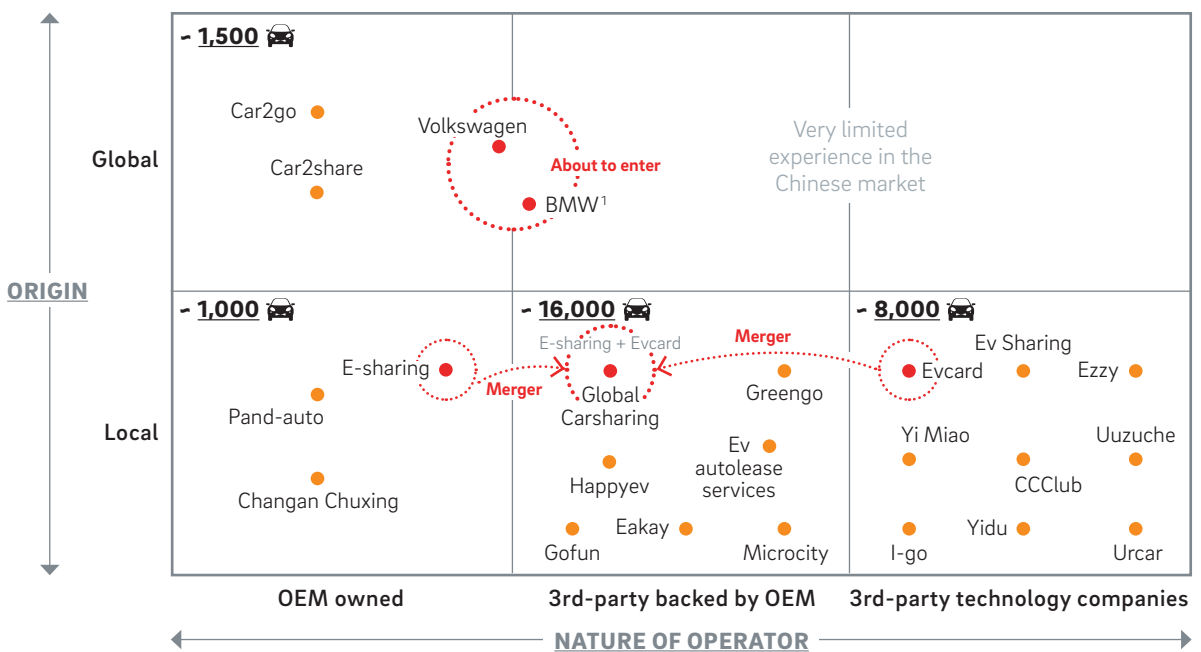 ~ 1,500
Car2go
Car2share
Volkswagen
About to enter
BMW¹
Very limited
experience in the
Chinese market
Global
ORIGIN
~ 1,000
E-sharing
Merger
Pand-auto
Changan Chuxing
Local
~ 16,000
E-sharing + Evcard
Global
Carsharing
Greengo
Happyev
Ev
autolease
services
Gofun
Eakay
Microcity
Merger
~ 8,000
Evcard
Ev Sharing
Ezzy
Yi Miao
CCClub
Uuzuche
I-go
Yidu
Urcar
OEM owned
3rd-party backed by OEM
3rd-party technology companies
NATURE OF OPERATOR